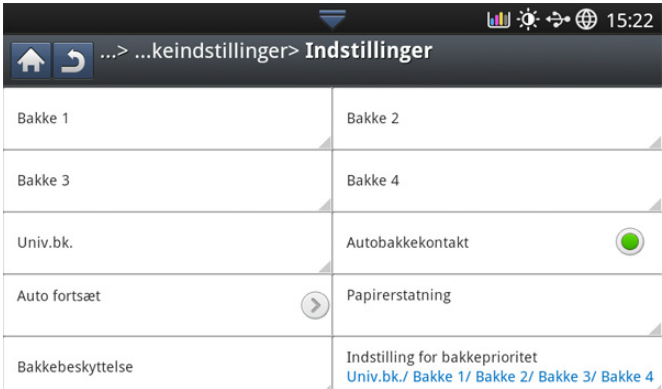 15:22
...> ...keindstillinger> Indstillinger
Bakke 1
Bakke 2
Bakke 3
Bakke 4
Univ.bk.
Autobakkekontakt
Auto fortsæt
Papirerstatning
Bakkebeskyttelse
Indstilling for bakkeprioritet
Univ.bk./ Bakke 1/ Bakke 2/ Bakke 3/ Bakke 4